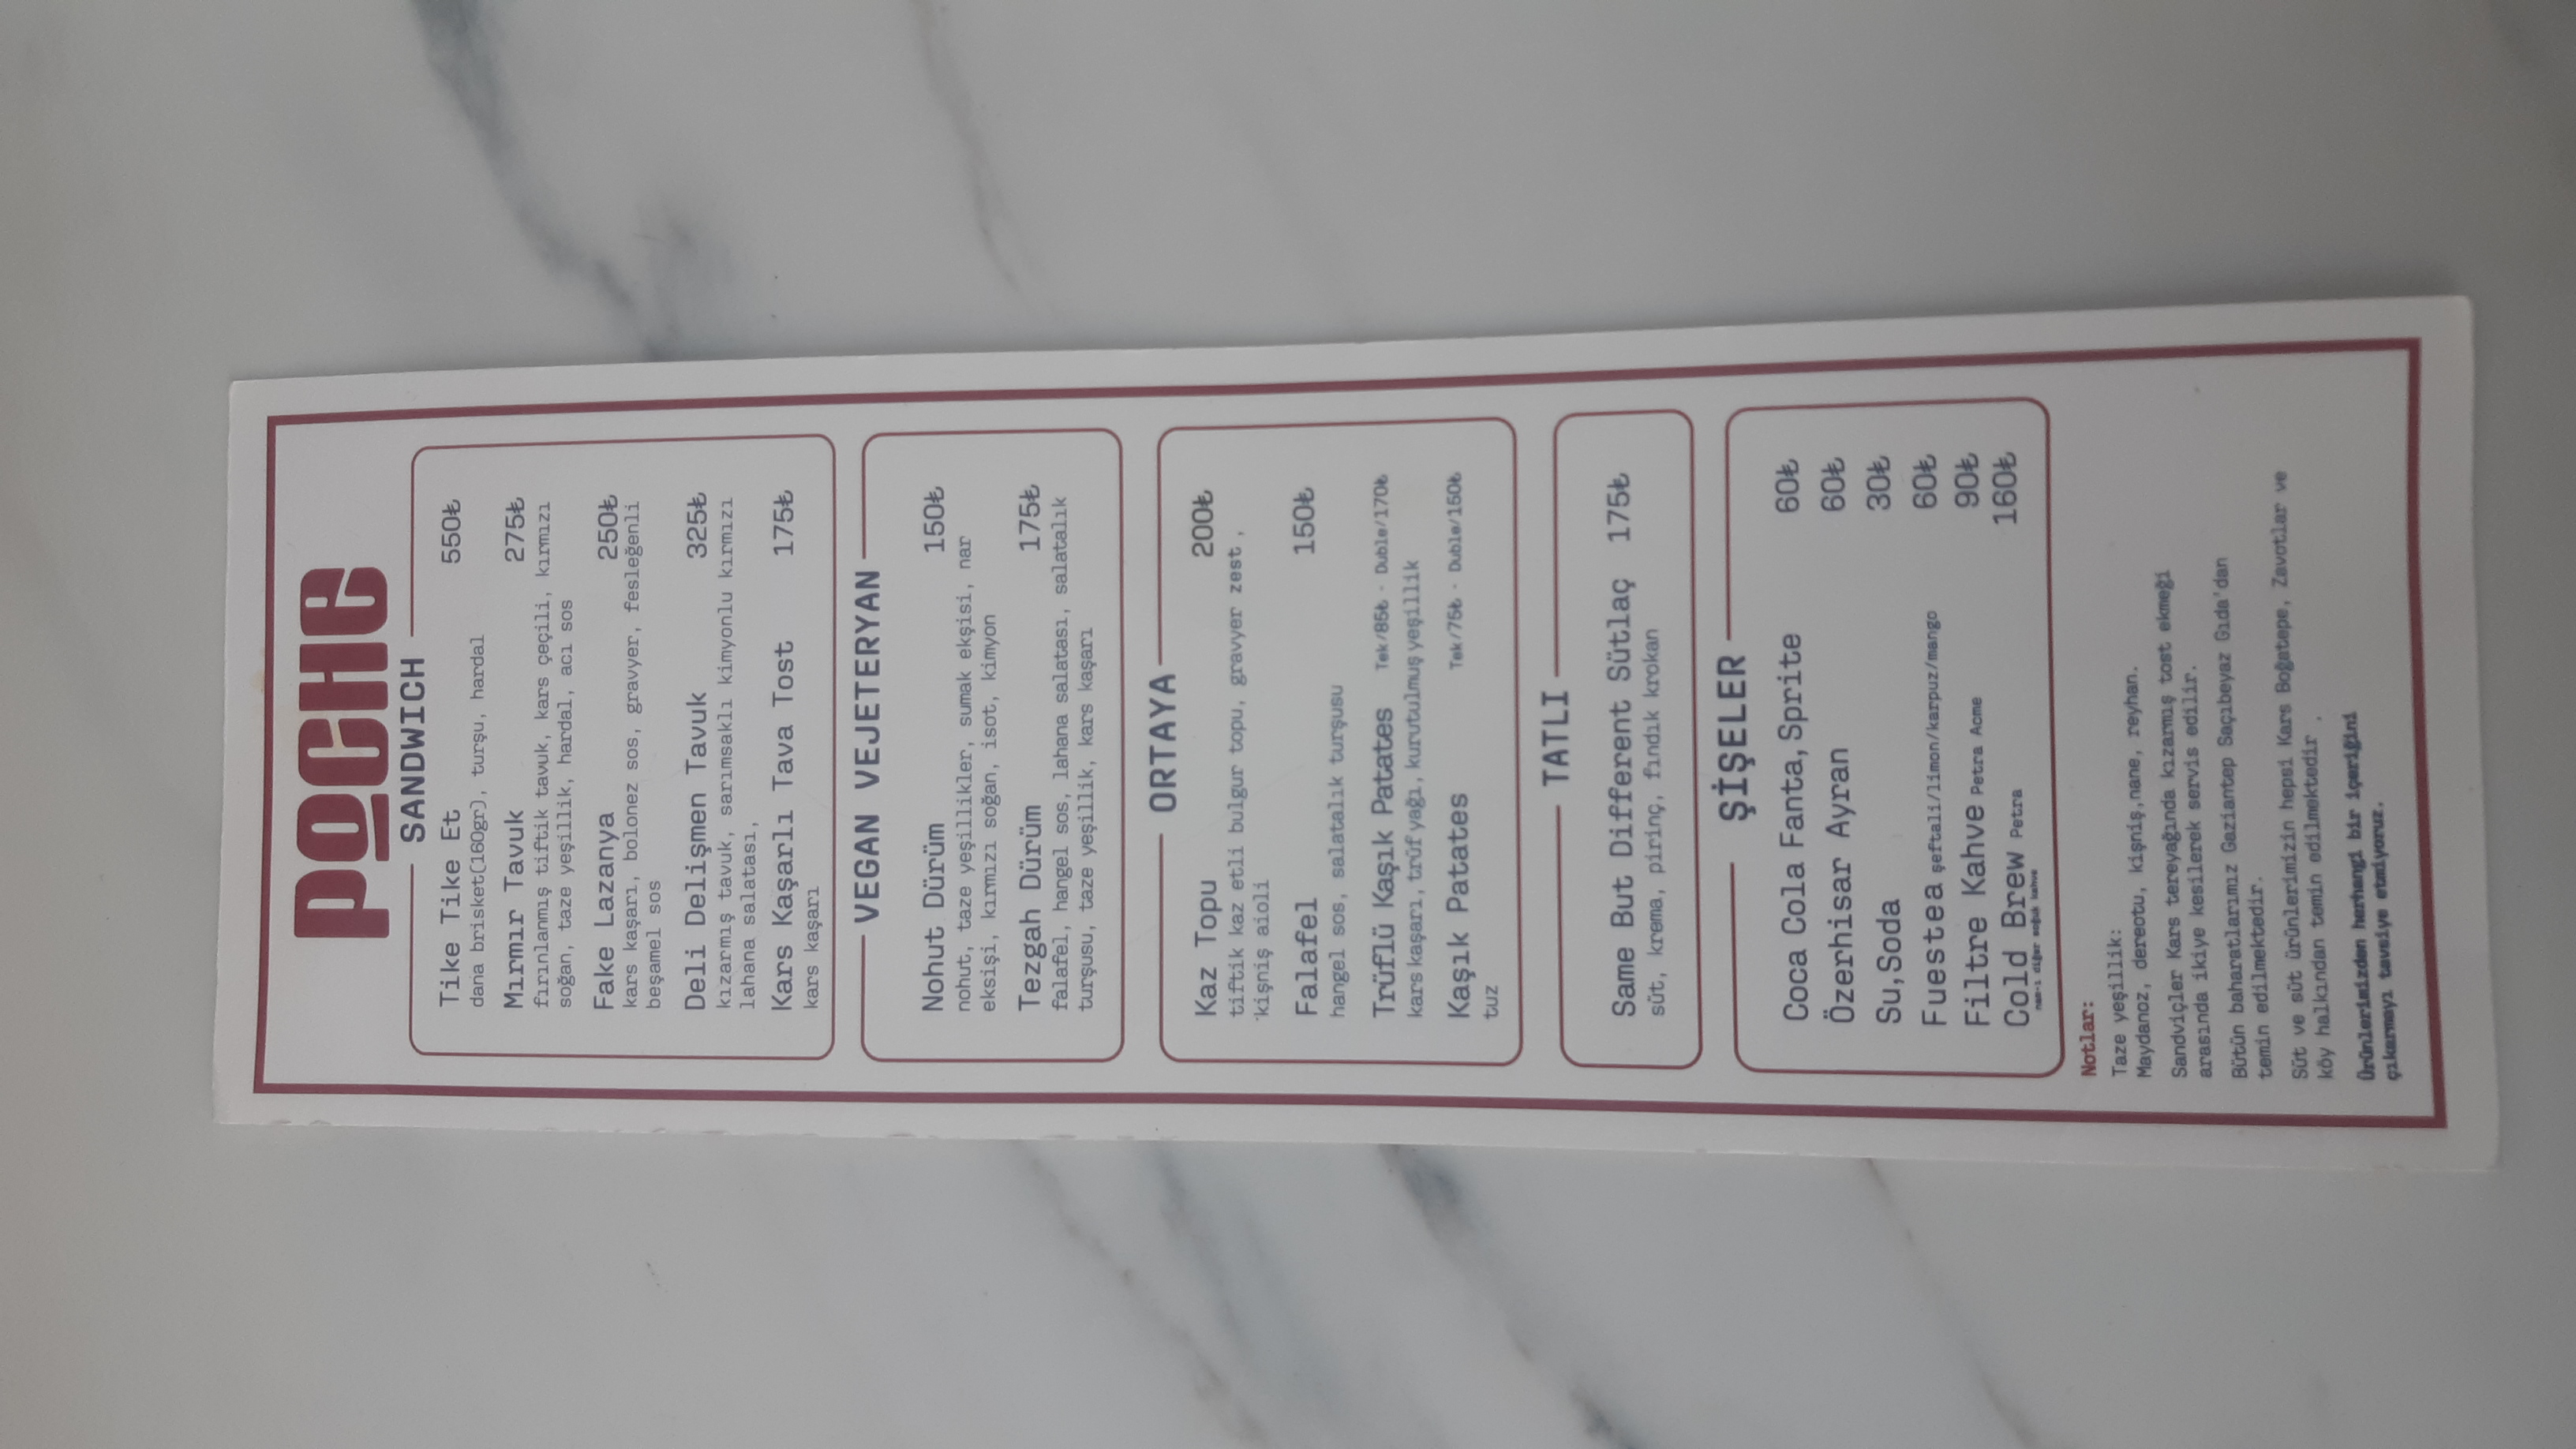 POCHE
SANDWICH
Tike Tike Et 550₺
dana brisket(160gr), turşu, hardal
Mırmır Tavuk 275₺
fırınlanmış tiftik tavuk, kars çeçili, kırmızı
soğan, taze yeşillik, hardal, acı sos
Fake Lazanya 250₺
kars kaşarı, bolonez sos, gravyer, fesleğenli
beşamel sos
Deli Delişmen Tavuk 325₺
kızarmış tavuk, sarımsaklı kimyonlu kırmızı
lahana salatası,
Kars Kaşarlı Tava Tost 175₺
kars kaşarı
VEGAN VEJETERYAN
Nohut Dürüm 150₺
nohut, taze yeşillikler, sumak ekşisi, nar
eksişi, kırmızı soğan, isot, kimyon
Tezgah Dürüm 175₺
falafel, hangel sos, lahana salatası, salatalık
turşusu, taze yeşillik, kars kaşarı
ORTAYA
Kaz Topu 200₺
tiftik kaz etli bulgur topu, gravyer zest ,
kişniş aioli
Falafel 150₺
hangel sos, salatalık turşusu
Trüflü Kaşık Patates Tek/85₺ - Duble/170₺
kars kaşarı, trüf yağı, kurutulmuş yeşillik
Kaşık Patates Tek/75₺ - Duble/150₺
tuz
TATLI
Same But Different Sütlaç 175₺
süt, krema, pirinç, fındık krokan
ŞİŞELER
Coca Cola Fanta,Sprite 60₺
Özerhisar Ayran 60₺
Su,Soda 30₺
Fuestea şeftali/limon/karpuz/mango 60₺
Filtre Kahve Petra Acme 90₺
Cold Brew Petra 160₺
nam-ı diğer soğuk kahve
Notlar:
Taze yeşillik:
Maydanoz, dereotu, kişniş,nane, reyhan.
Sandviçler Kars tereyağında kızarmış tost ekmeği
arasında ikiye kesilerek servis edilir.
Bütün baharatlarımız Gaziantep Saçıbeyaz Gıda'dan
temin edilmektedir.
Süt ve süt ürünlerimizin hepsi Kars Boğatepe, Zavotlar ve
köy halkından temin edilmektedir .
Ürünlerimizden herhangi bir içeriğini
çıkarmayı tavsiye etmiyoruz.